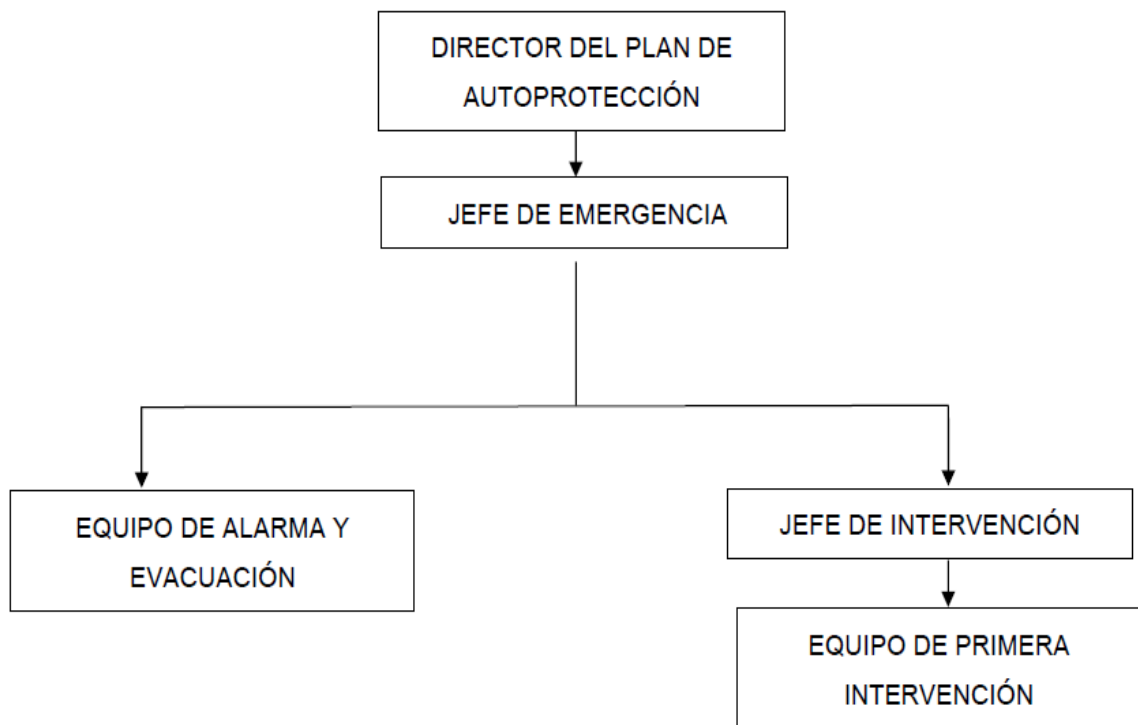 DIRECTOR DEL PLAN DE
AUTOPROTECCIÓN
JEFE DE EMERGENCIA
EQUIPO DE ALARMA Y
EVACUACIÓN
JEFE DE INTERVENCIÓN
EQUIPO DE PRIMERA
INTERVENCIÓN